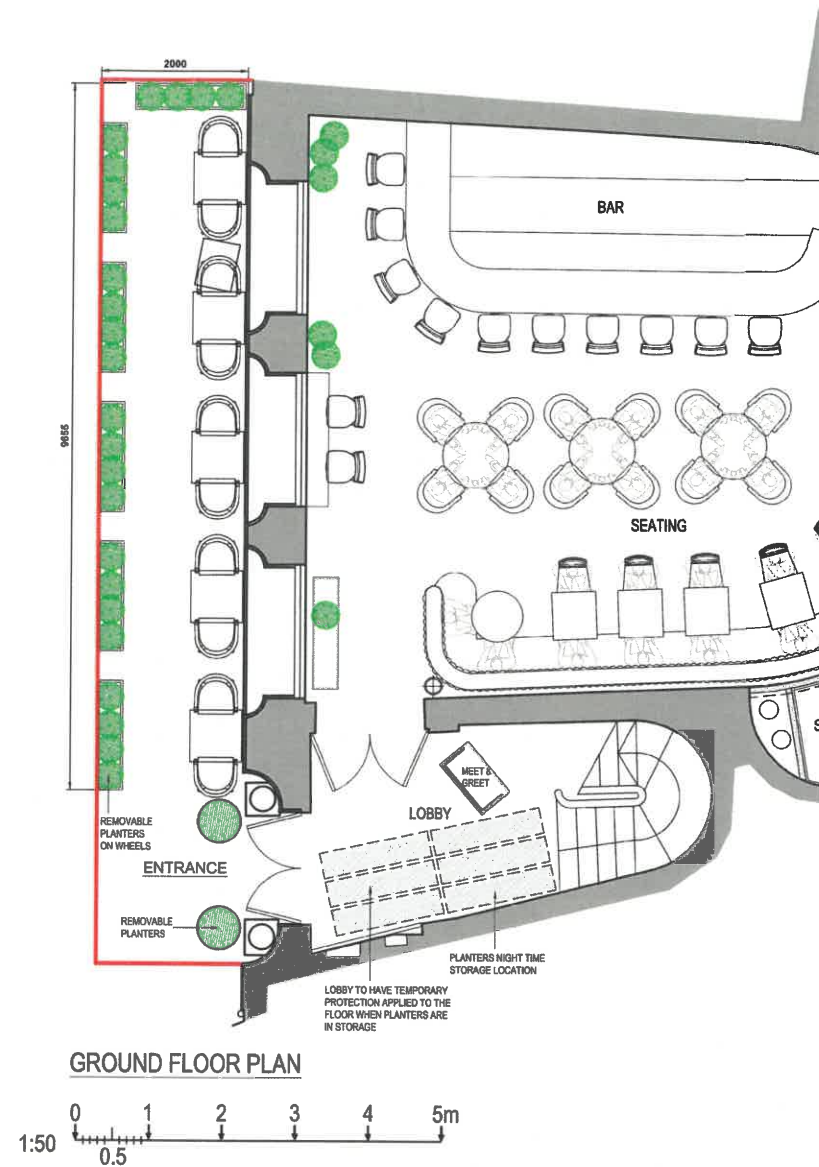 2000
BAR
9655
SEATING
MEET &
GREET
LOBBY
REMOVABLE
PLANTERS
ON WHEELS
ENTRANCE
REMOVABLE
PLANTERS
PLANTERS NIGHT TIME
STORAGE LOCATION
LOBBY TO HAVE TEMPORARY
PROTECTION APPLIED TO THE
FLOOR WHEN PLANTERS ARE
IN STORAGE
GROUND FLOOR PLAN
0 1 2 3 4 5m
1:50
0.5